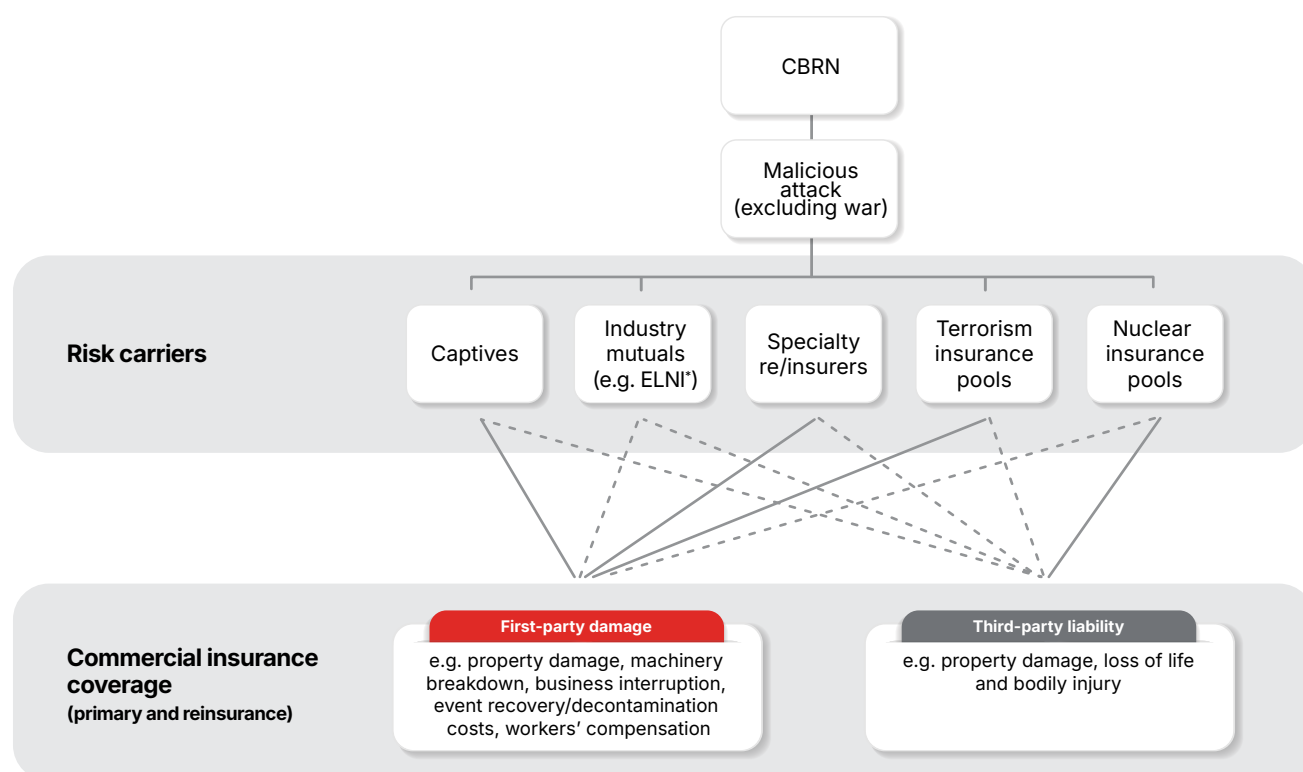 CBRN
Malicious
attack
(excluding war)
Risk carriers
Captives
Industry
mutuals
(e.g. ELNI*)
Specialty
re/insurers
Terrorism
insurance
pools
Nuclear
insurance
pools
Commercial insurance
coverage
(primary and reinsurance)
First-party damage
e.g. property damage, machinery
breakdown, business interruption,
event recovery/decontamination
costs, workers’ compensation
Third-party liability
e.g. property damage, loss of life
and bodily injury